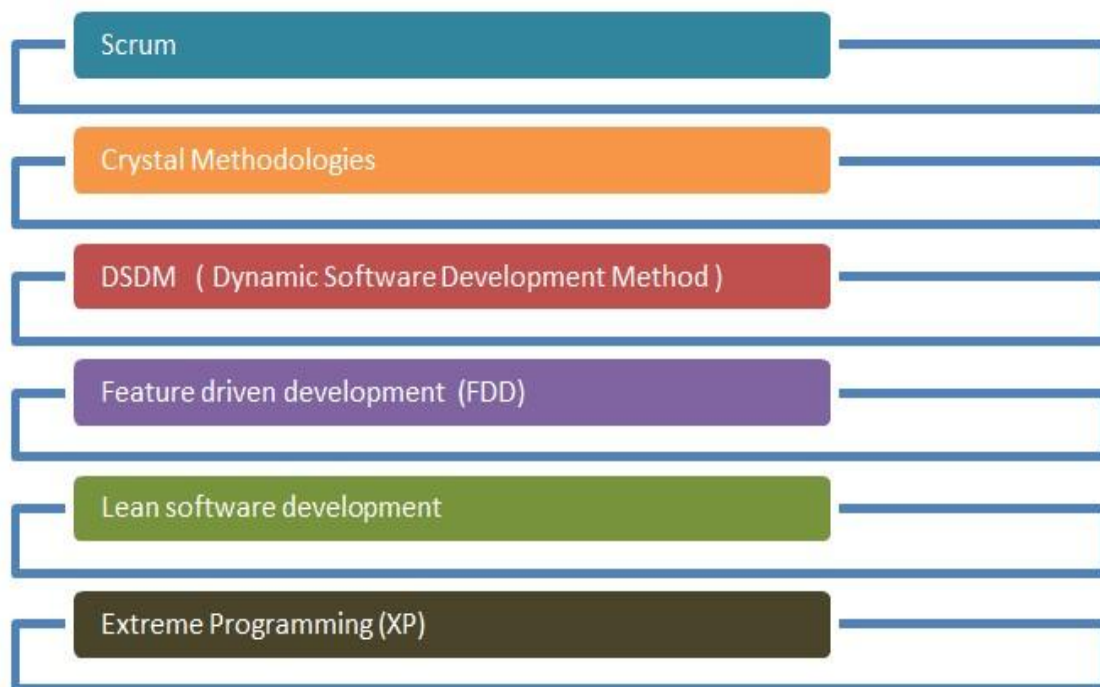 Scrum
Crystal Methodologies
DSDM ( Dynamic Software Development Method )
Feature driven development (FDD)
Lean software development
Extreme Programming (XP)